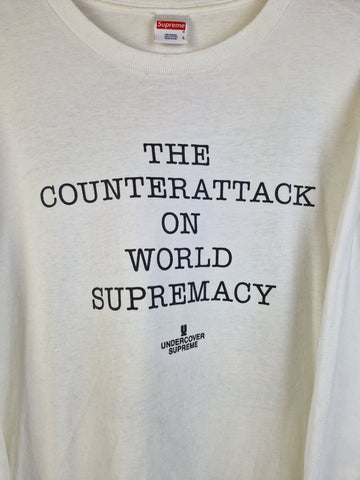 Supreme
L
THE
COUNTERATTACK
ON
WORLD
SUPREMACY
U
UNDERCOVER
SUPREME